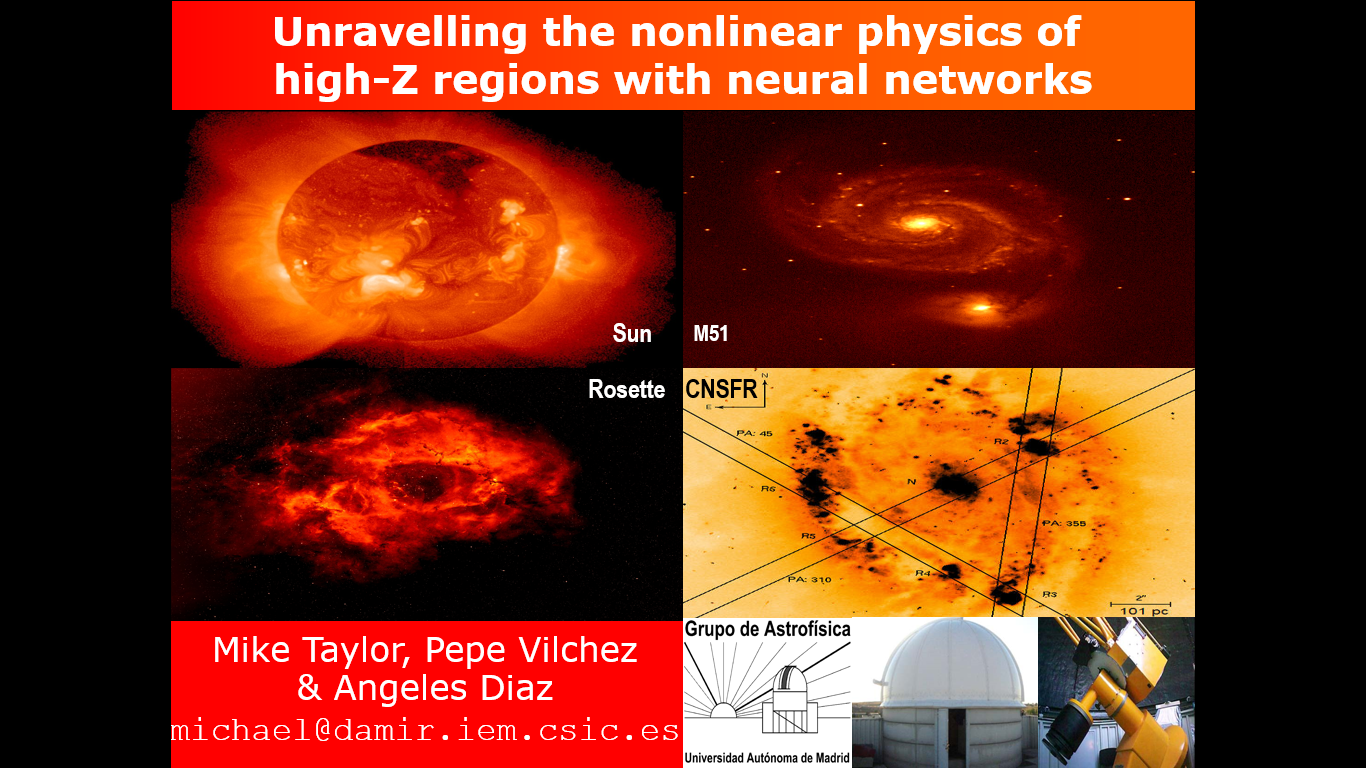 Unravelling the nonlinear physics of
high-Z regions with neural networks
Sun
M51
Rosette
CNSFR
N
E
PA: 45
R2
R6
N
PA: 355
R5
R4
PA: 310
R3
2"
101 pc
Mike Taylor, Pepe Vilchez
& Angeles Diaz
michael@damir.iem.csic.es
Grupo de Astrofísica
Universidad Autónoma de Madrid